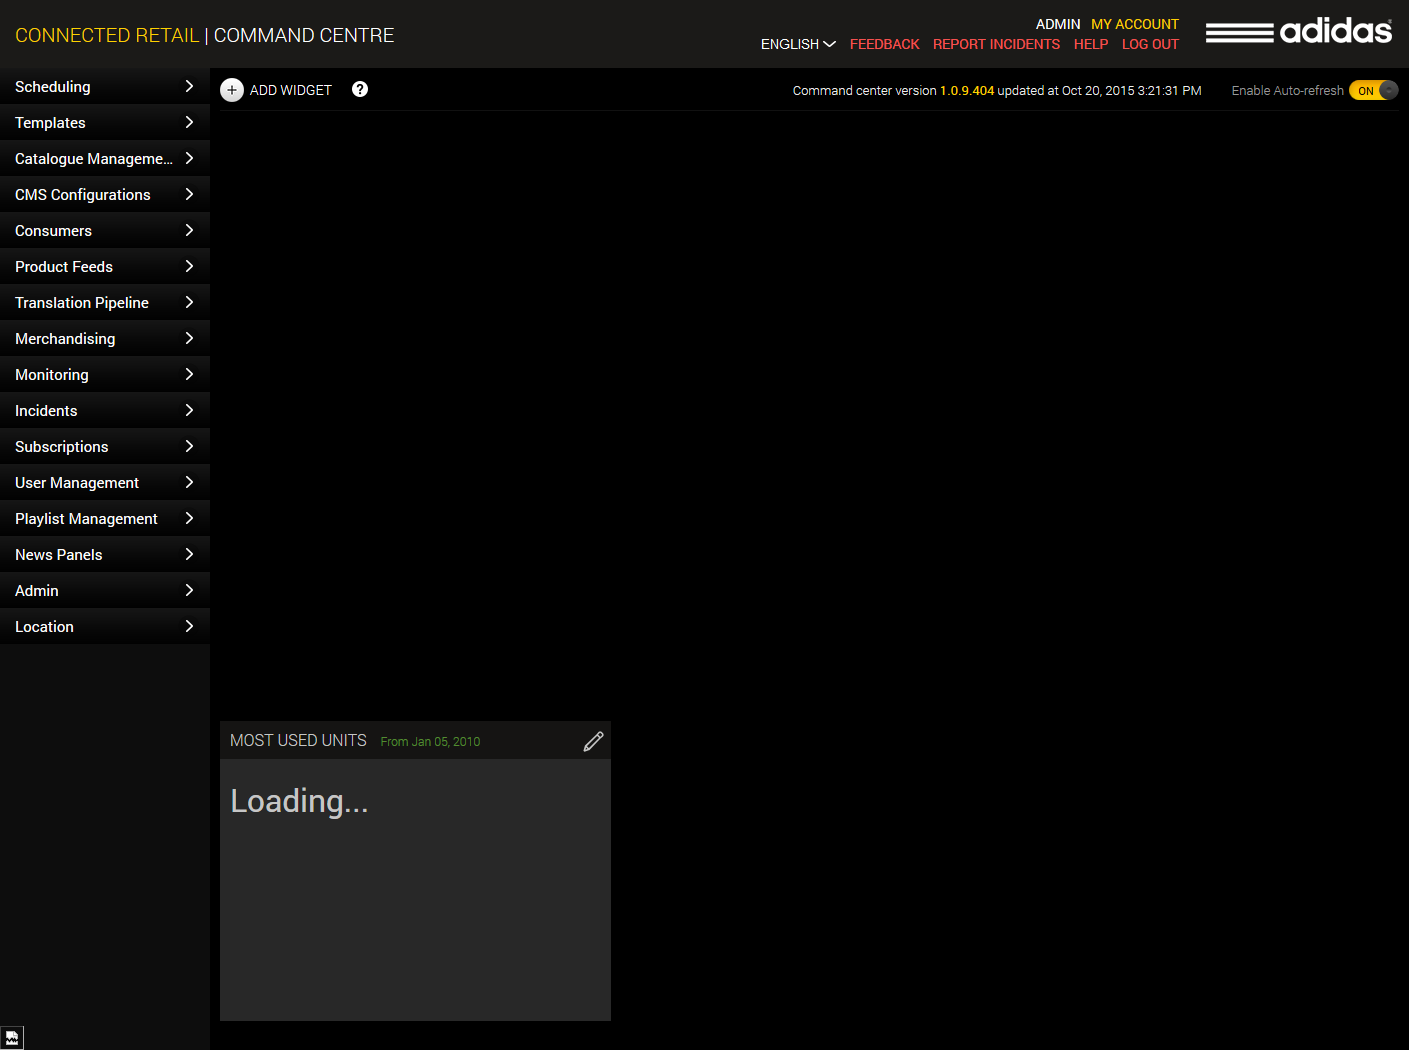 CONNECTED RETAIL | COMMAND CENTRE
ADMIN MY ACCOUNT
ENGLISH FEEDBACK REPORT INCIDENTS HELP LOG OUT
adidas
Scheduling
Templates
Catalogue Manageme...
CMS Configurations
Consumers
Product Feeds
Translation Pipeline
Merchandising
Monitoring
Incidents
Subscriptions
User Management
Playlist Management
News Panels
Admin
Location
+ ADD WIDGET ?
Command center version 1.0.9.404 updated at Oct 20, 2015 3:21:31 PM
Enable Auto-refresh ON
MOST USED UNITS From Jan 05, 2010
Loading...